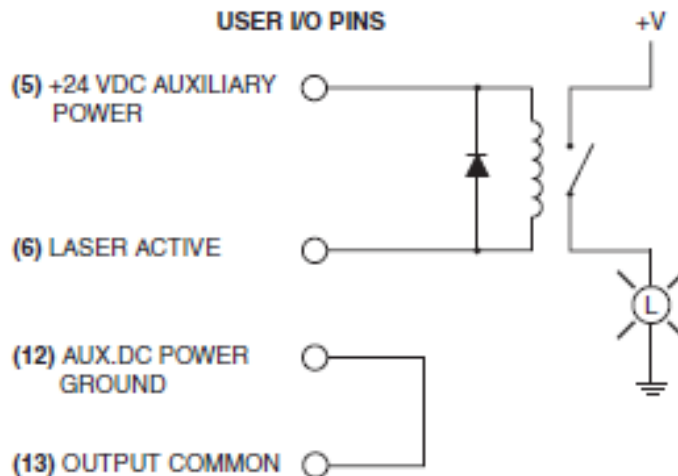 USER I/O PINS
+V
(5) +24 VDC AUXILIARY
POWER
(6) LASER ACTIVE
L
(12) AUX.DC POWER
GROUND
(13) OUTPUT COMMON